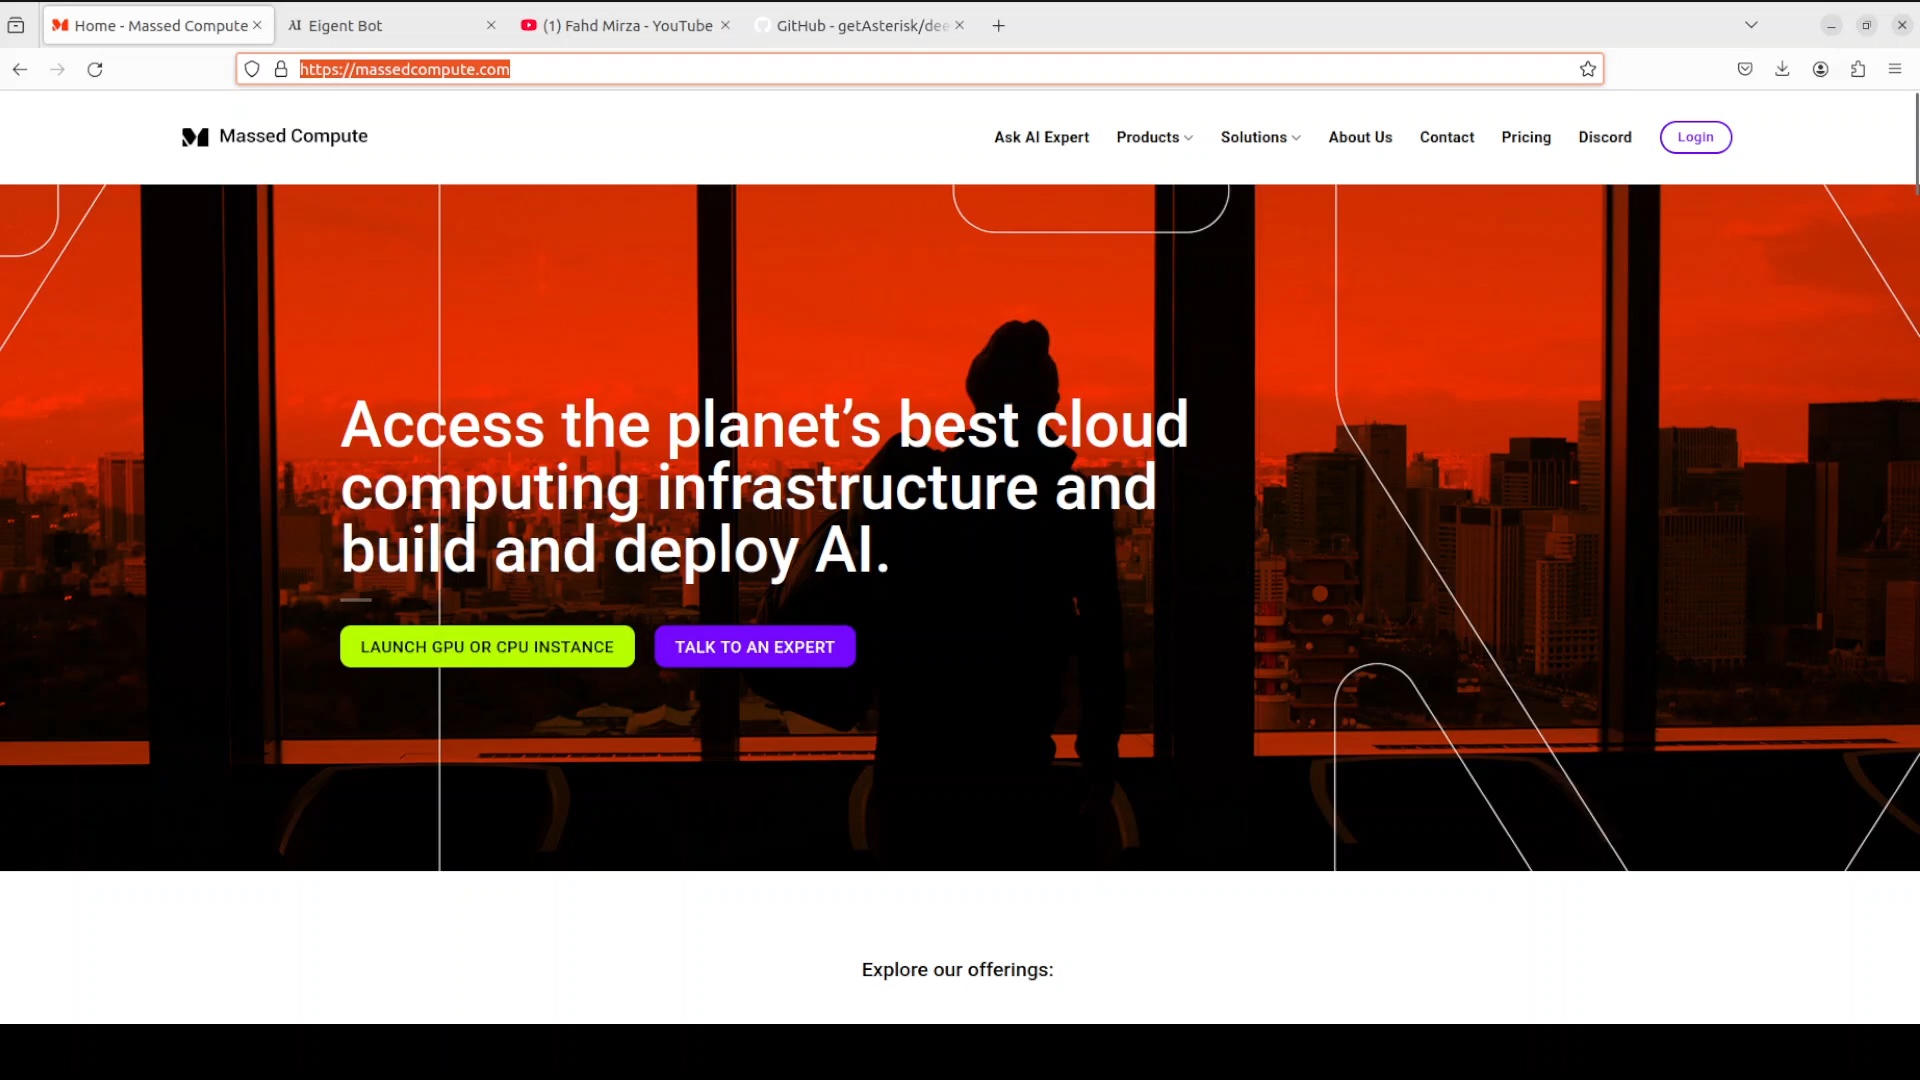 Home - Massed Compute
Eigent Bot
(1) Fahd Mirza - YouTube
GitHub - getAsterisk/dee
https://massedcompute.com
Massed Compute
Ask AI Expert
Products
Solutions
About Us
Contact
Pricing
Discord
Login
Access the planet’s best cloud
computing infrastructure and
build and deploy AI.
LAUNCH GPU OR CPU INSTANCE
TALK TO AN EXPERT
Explore our offerings: